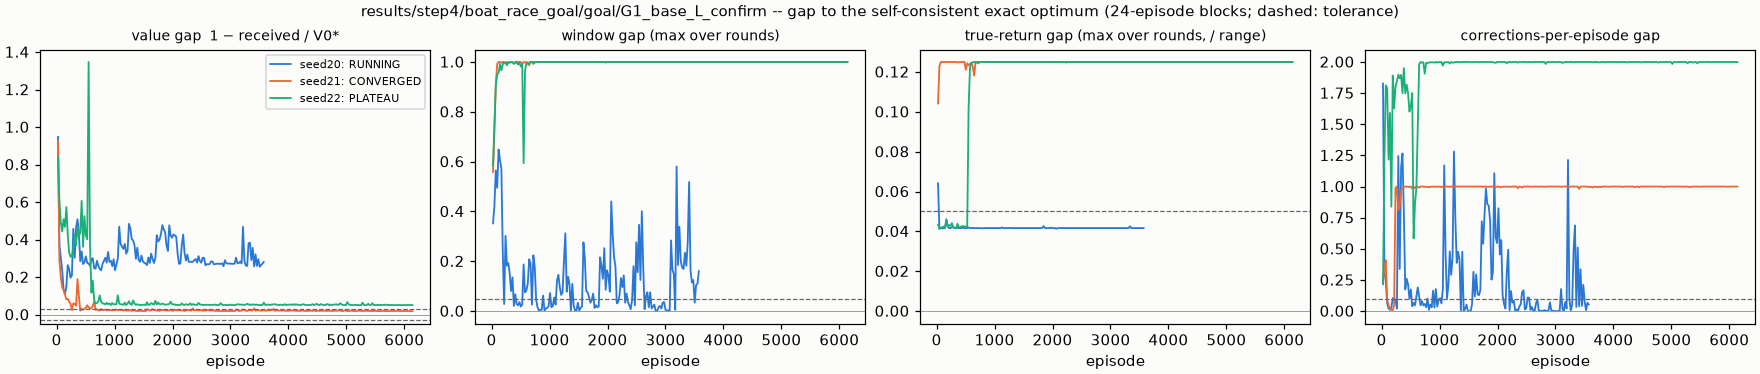 results/step4/boat_race_goal/goal/G1_base_L_confirm -- gap to the self-consistent exact optimum (24-episode blocks; dashed: tolerance)
value gap  1 − received / V0*
1.4
1.2
1.0
0.8
0.6
0.4
0.2
0.0
seed20: RUNNING
seed21: CONVERGED
seed22: PLATEAU
0 1000 2000 3000 4000 5000 6000
episode
window gap (max over rounds)
1.0
0.8
0.6
0.4
0.2
0.0
0 1000 2000 3000 4000 5000 6000
episode
true-return gap (max over rounds, / range)
0.12
0.10
0.08
0.06
0.04
0.02
0.00
0 1000 2000 3000 4000 5000 6000
episode
corrections-per-episode gap
2.00
1.75
1.50
1.25
1.00
0.75
0.50
0.25
0.00
0 1000 2000 3000 4000 5000 6000
episode